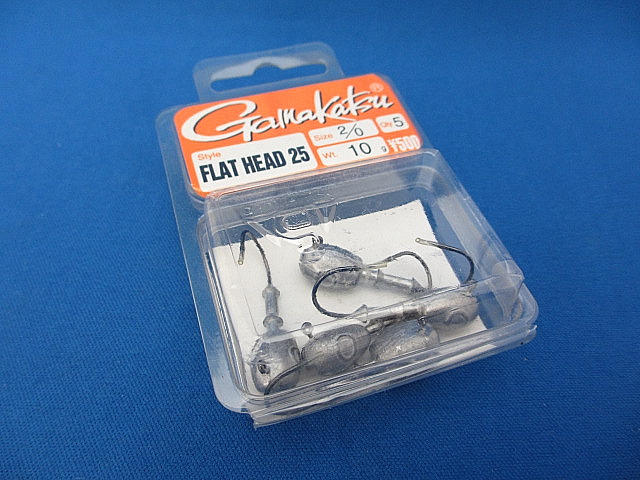 Gamakatsu®
Style
FLAT HEAD 25
Size 2/0
Qty 5
Wt. 10 g
¥500